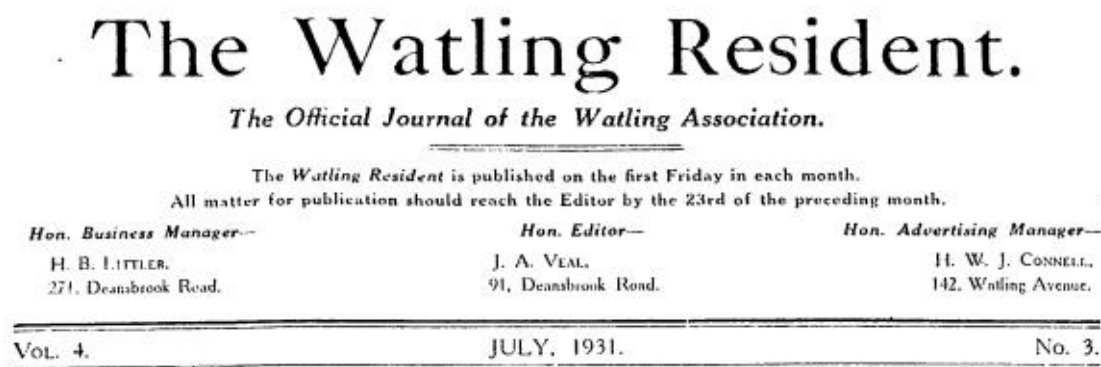 The Watling Resident.
The Official Journal of the Watling Association.
The Watling Resident is published on the first Friday in each month.
All matter for publication should reach the Editor by the 23rd of the preceding month.
Hon. Business Manager— Hon. Editor— Hon. Advertising Manager—
H. B. LITTLER, J. A. VEAL, H. W. J. CONNELL,
271, Deansbrook Road. 91, Deansbrook Road. 142, Watling Avenue.
VOL. 4. JULY, 1931. No. 3.